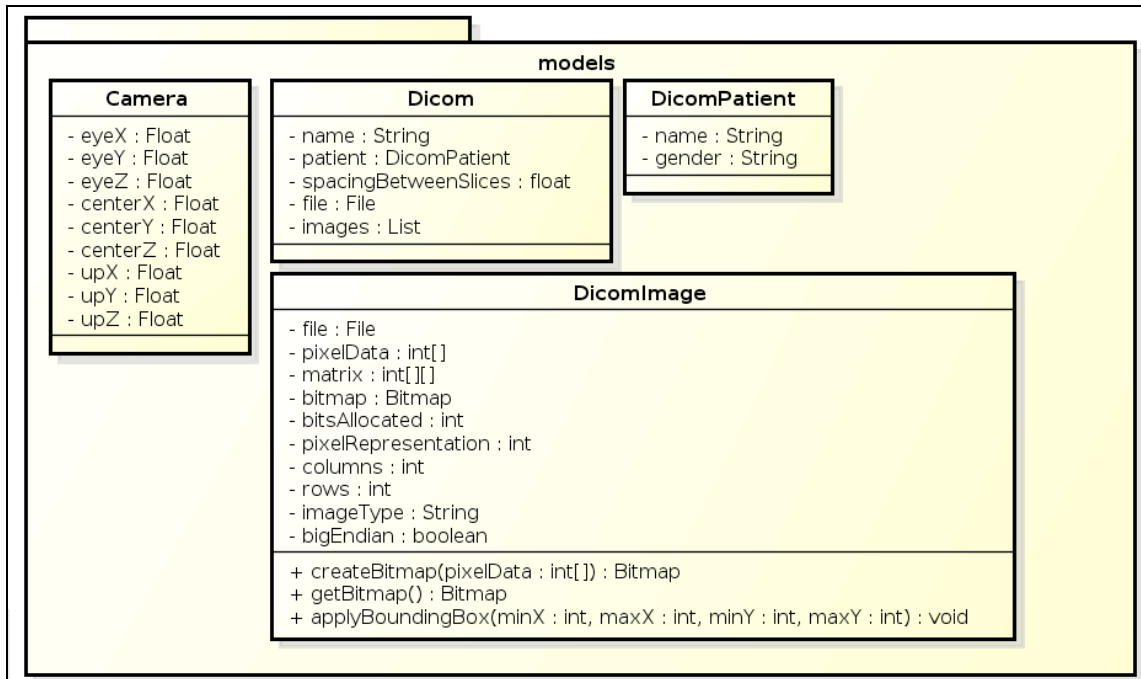 models
Camera
- eyeX : Float
- eyeY : Float
- eyeZ : Float
- centerX : Float
- centerY : Float
- centerZ : Float
- upX : Float
- upY : Float
- upZ : Float
Dicom
- name : String
- patient : DicomPatient
- spacingBetweenSlices : float
- file : File
- images : List
DicomPatient
- name : String
- gender : String
DicomImage
- file : File
- pixelData : int[]
- matrix : int[][]
- bitmap : Bitmap
- bitsAllocated : int
- pixelRepresentation : int
- columns : int
- rows : int
- imageType : String
- bigEndian : boolean
+ createBitmap(pixelData : int[]) : Bitmap
+ getBitmap() : Bitmap
+ applyBoundingBox(minX : int, maxX : int, minY : int, maxY : int) : void